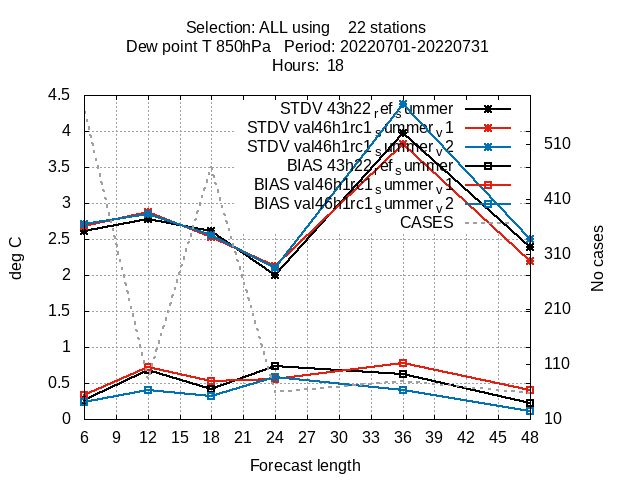 Selection: ALL using 22 stations
Dew point T 850hPa Period: 20220701-20220731
Hours: 18
STDV 43h22_ref_summer
STDV val46h1rc1_summer_v1
STDV val46h1rc1_summer_v2
BIAS 43h22_ref_summer
BIAS val46h1rc1_summer_v1
BIAS val46h1rc1_summer_v2
CASES
4.5
4
3.5
3
2.5
2
1.5
1
0.5
0
deg C
510
410
310
210
110
10
No cases
6 9 12 15 18 21 24 27 30 33 36 39 42 45 48
Forecast length